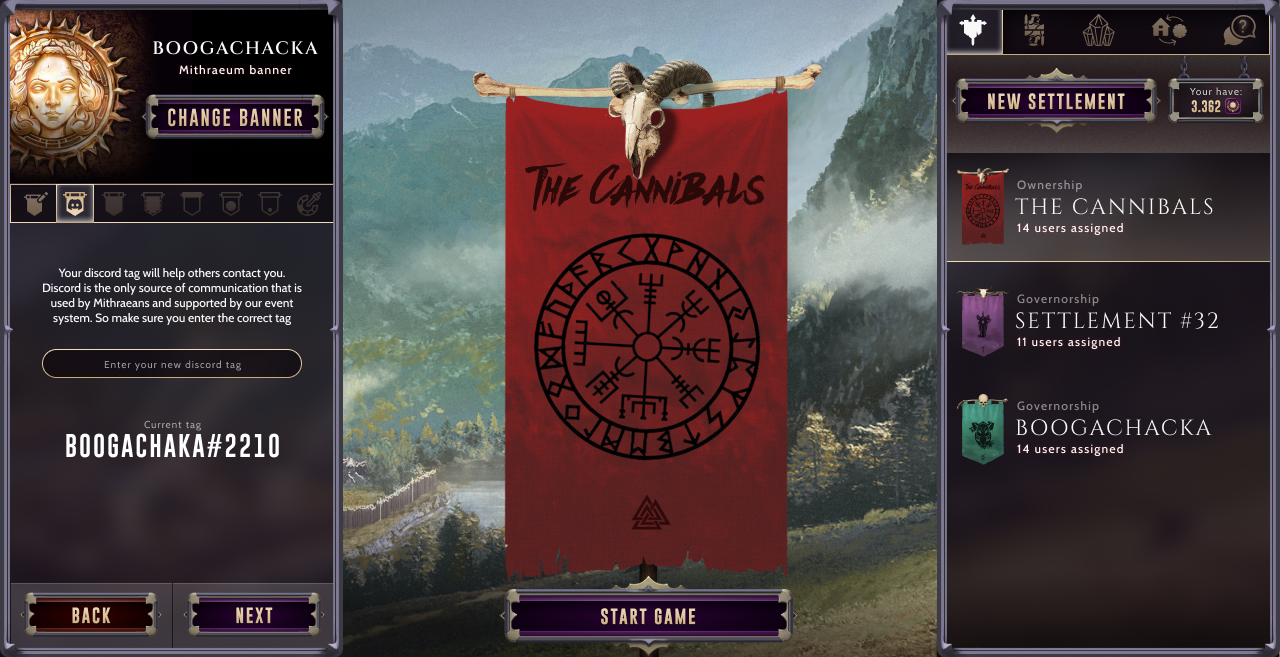 BOOGACHACKA
Mithraeum banner
CHANGE BANNER
Your discord tag will help others contact you.
Discord is the only source of communication that is
used by Mithraeans and supported by our event
system. So make sure you enter the correct tag
Enter your new discord tag
Current tag
BOOGACHAKA#2210
BACK
NEXT
THE CANNIBALS
START GAME
NEW SETTLEMENT
Your have:
3.362
Ownership
THE CANNIBALS
14 users assigned
Governorship
SETTLEMENT #32
11 users assigned
Governorship
BOOGACHACKA
14 users assigned